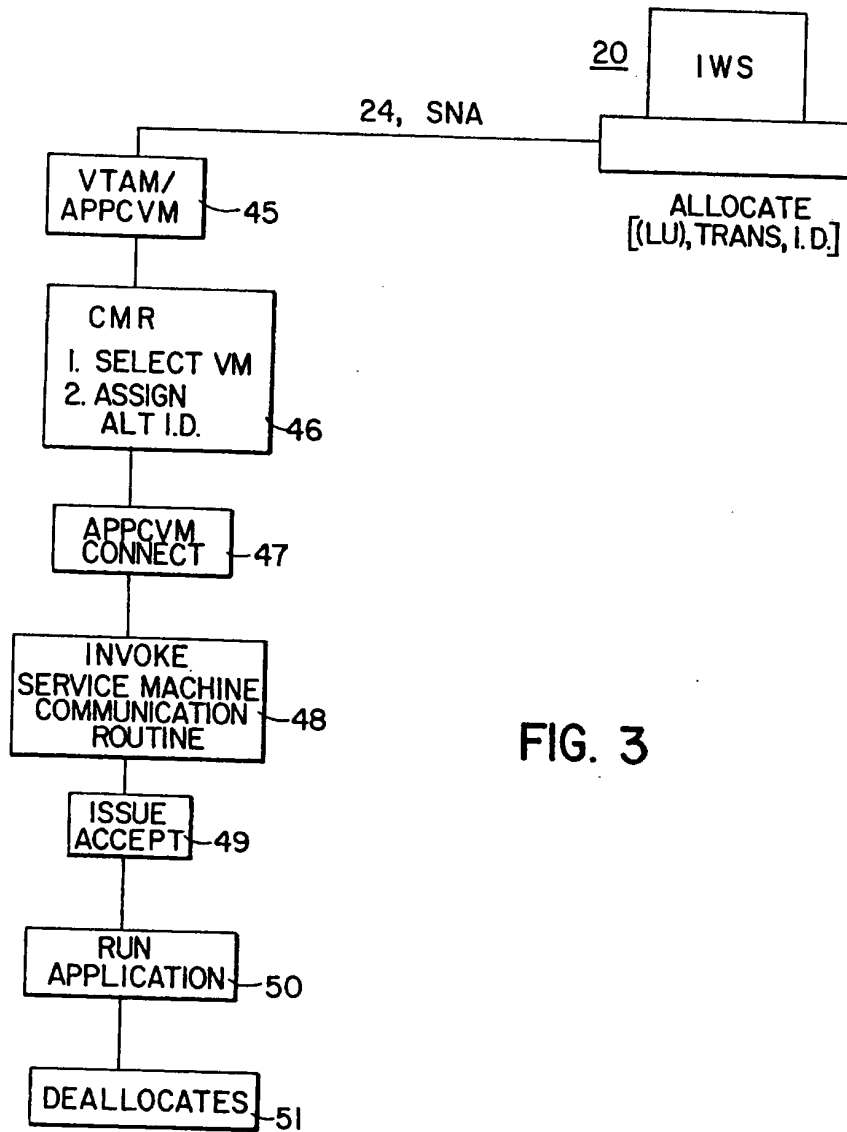 20
IWS
24, SNA
ALLOCATE
[(LU), TRANS, I.D.]
VTAM/
APPCVM
45
CMR
1. SELECT VM
2. ASSIGN
ALT I.D.
46
APPCVM
CONNECT
47
INVOKE
SERVICE MACHINE
COMMUNICATION
ROUTINE
48
FIG. 3
ISSUE
ACCEPT
49
RUN
APPLICATION
50
DEALLOCATES
51